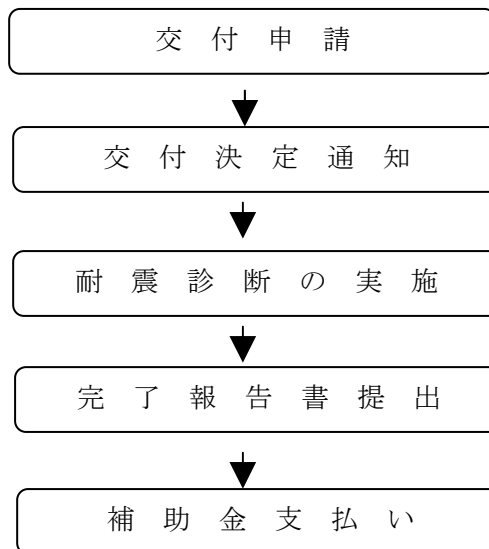 交付申請
交付決定通知
耐震診断の実施
完了報告書提出
補助金支払い